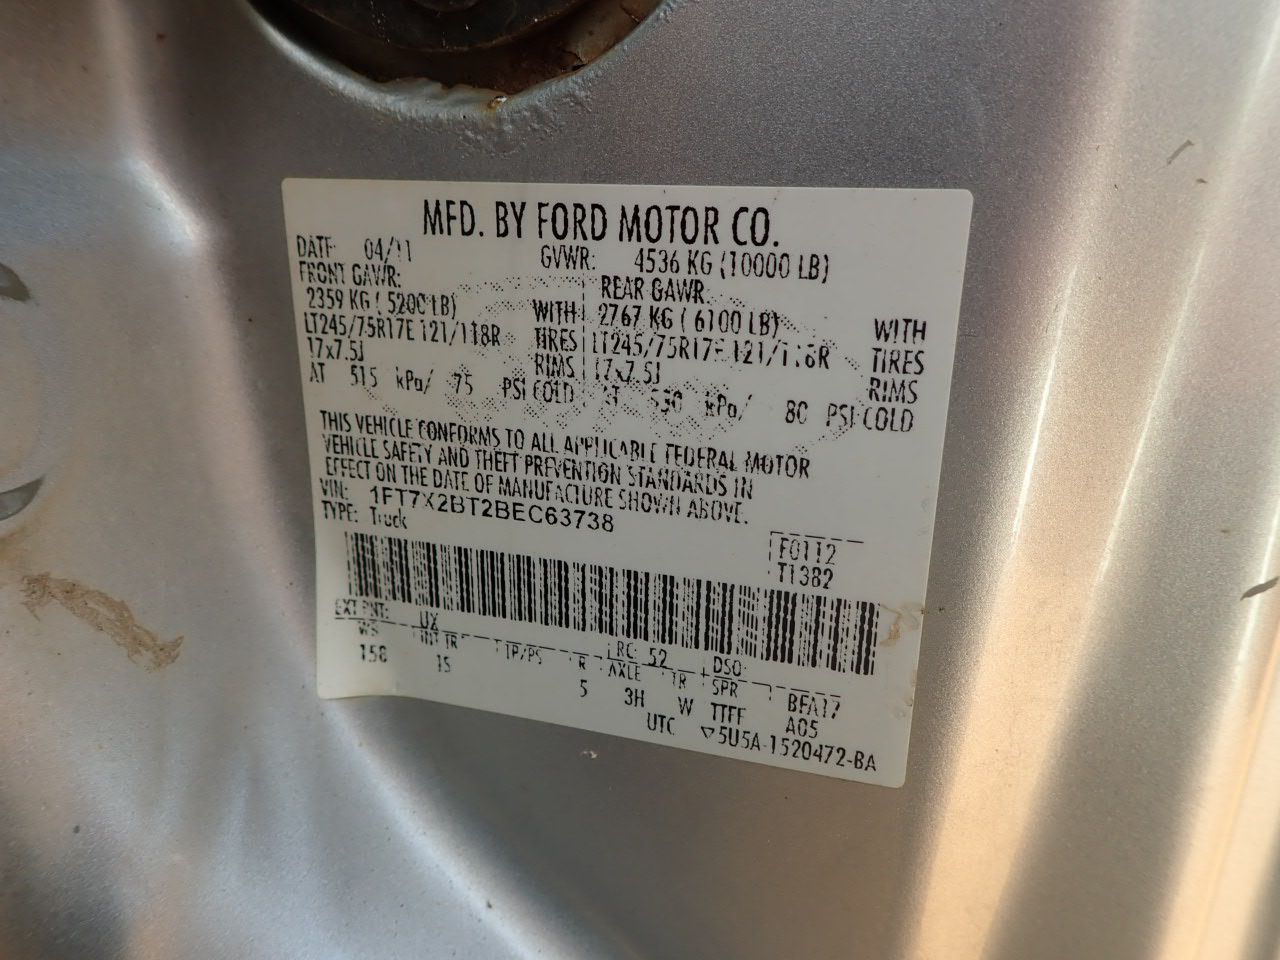 MFD. BY FORD MOTOR CO.
DATE: 04/11 GVWR: 4536 KG (10000 LB)
FRONT GAWR: REAR GAWR:
2359 KG ( 5200 LB) WITH 2767 KG ( 6100 LB) WITH
LT245/75R17E 121/118R TIRES LT245/75R17E 121/118R TIRES
17x7.5J RIMS 17x7.5J RIMS
AT 515 kPa/ 75 PSI COLD AT 550 kPa/ 80 PSI COLD
THIS VEHICLE CONFORMS TO ALL APPLICABLE FEDERAL MOTOR
VEHICLE SAFETY AND THEFT PREVENTION STANDARDS IN
EFFECT ON THE DATE OF MANUFACTURE SHOWN ABOVE.
VIN: 1FT7X2BT2BEC63738
TYPE: Truck
F0112
T1382
EXT PNT: UX RC: 52 DSO:
WB INT TR TP/PS R AXLE TR SPR BFA17
158 15 5 3H W TTFF A05
UTC ▽5U5A-1520472-BA